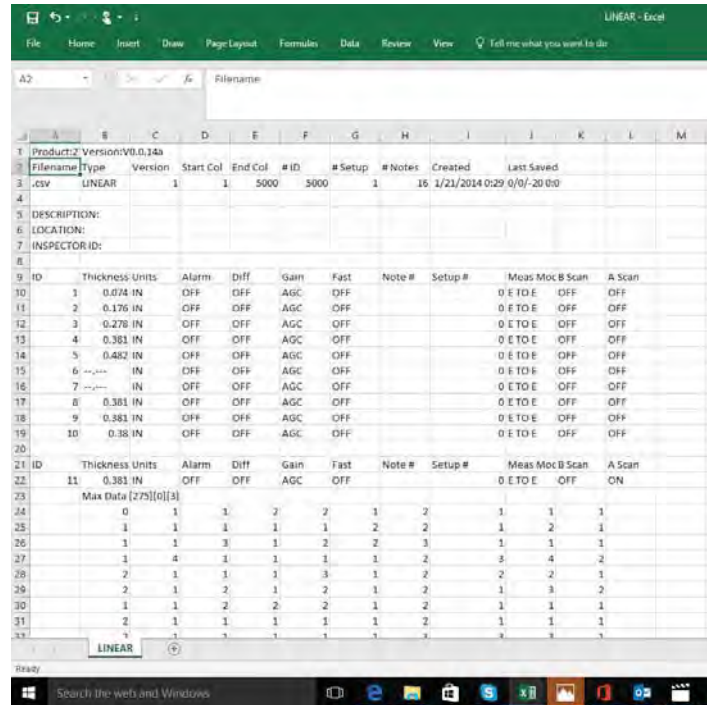 LINEAR - Excel
File Home Insert Draw Page Layout Formulas Data Review View Tell me what you want to do
A2 fx Filename
A B C D E F G H I J K L M
1 Product:2 Version:V0.0.14a
2 Filename Type Version Start Col End Col # ID # Setup # Notes Created Last Saved
3 .csv LINEAR 1 1 5000 5000 1 16 1/21/2014 0:29 0/0/-20 0:0
4
5 DESCRIPTION:
6 LOCATION:
7 INSPECTOR ID:
8
9 ID Thickness Units Alarm Diff Gain Fast Note # Setup # Meas Moc B Scan A Scan
10 1 0.074 IN OFF OFF AGC OFF 0 E TO E OFF OFF
11 2 0.176 IN OFF OFF AGC OFF 0 E TO E OFF OFF
12 3 0.278 IN OFF OFF AGC OFF 0 E TO E OFF OFF
13 4 0.381 IN OFF OFF AGC OFF 0 E TO E OFF OFF
14 5 0.482 IN OFF OFF AGC OFF 0 E TO E OFF OFF
15 6 --.--- IN OFF OFF AGC OFF 0 E TO E OFF OFF
16 7 --.--- IN OFF OFF AGC OFF 0 E TO E OFF OFF
17 8 0.381 IN OFF OFF AGC OFF 0 E TO E OFF OFF
18 9 0.381 IN OFF OFF AGC OFF 0 E TO E OFF OFF
19 10 0.38 IN OFF OFF AGC OFF 0 E TO E OFF OFF
20
21 ID Thickness Units Alarm Diff Gain Fast Note # Setup # Meas Moc B Scan A Scan
22 11 0.381 IN OFF OFF AGC OFF 0 E TO E OFF ON
23 Max Data [275][0][3]
24 0 1 1 2 2 1 2 1 1 1
25 1 1 1 1 1 2 2 1 2 1
26 1 1 3 1 2 2 3 1 1 1
27 1 4 1 1 1 1 2 3 4 2
28 2 1 1 1 3 1 2 2 2 1
29 2 1 2 1 2 1 2 1 3 2
30 1 1 2 2 2 1 2 1 1 1
31 2 1 1 1 1 1 2 1 1 1
LINEAR
Ready
Search the web and Windows